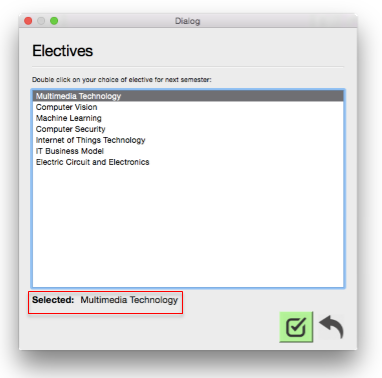 Dialog
Electives
Double click on your choice of elective for next semester:
Multimedia Technology
Computer Vision
Machine Learning
Computer Security
Internet of Things Technology
IT Business Model
Electric Circuit and Electronics
Selected: Multimedia Technology